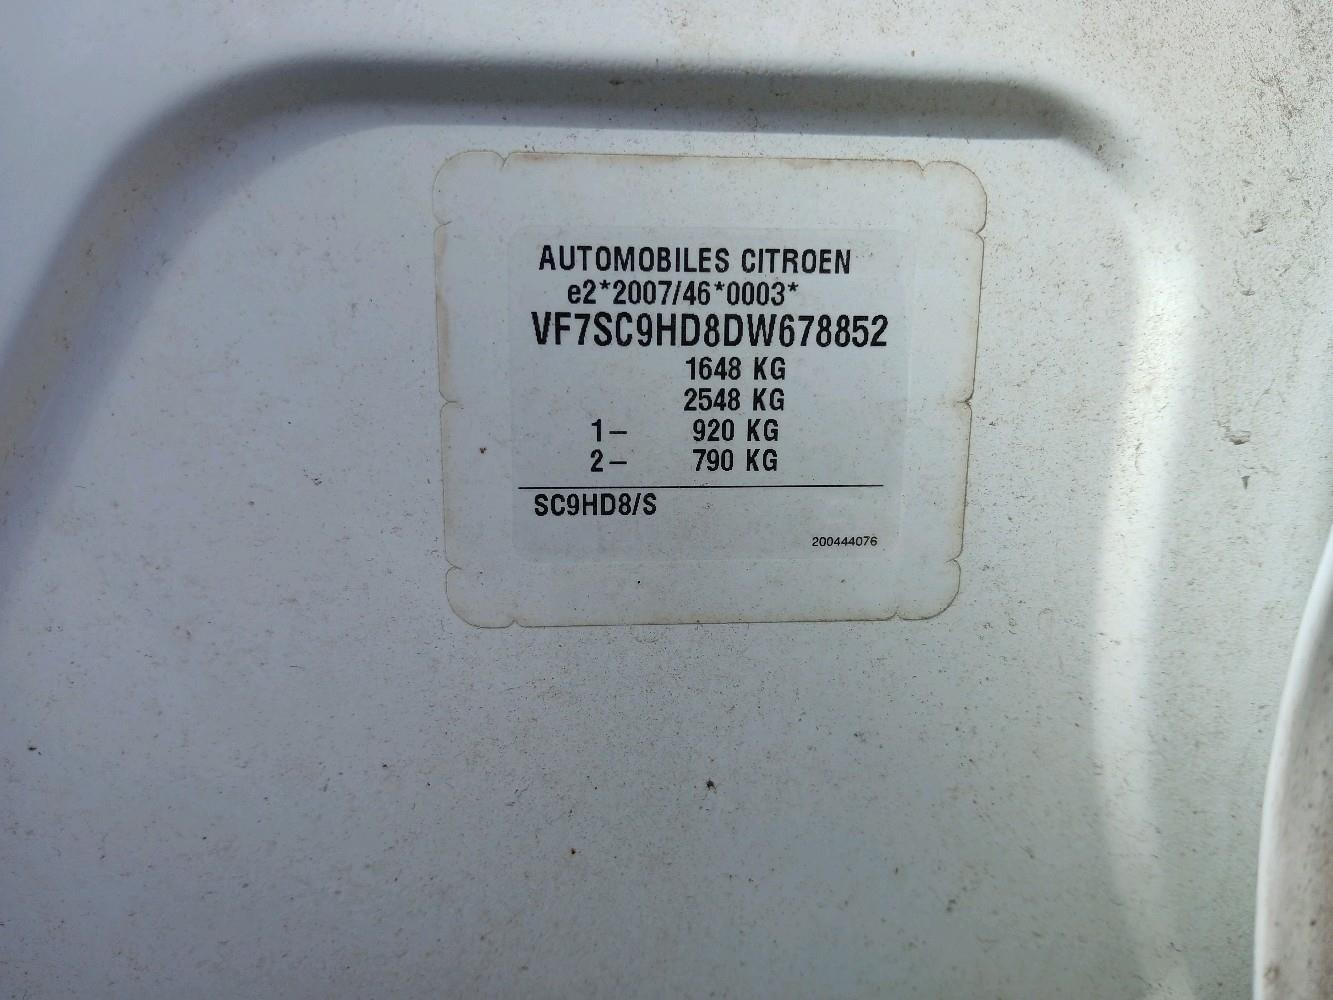 AUTOMOBILES CITROEN
e2*2007/46*0003*
VF7SC9HD8DW678852
1648 KG
2548 KG
1– 920 KG
2– 790 KG
SC9HD8/S
200444076